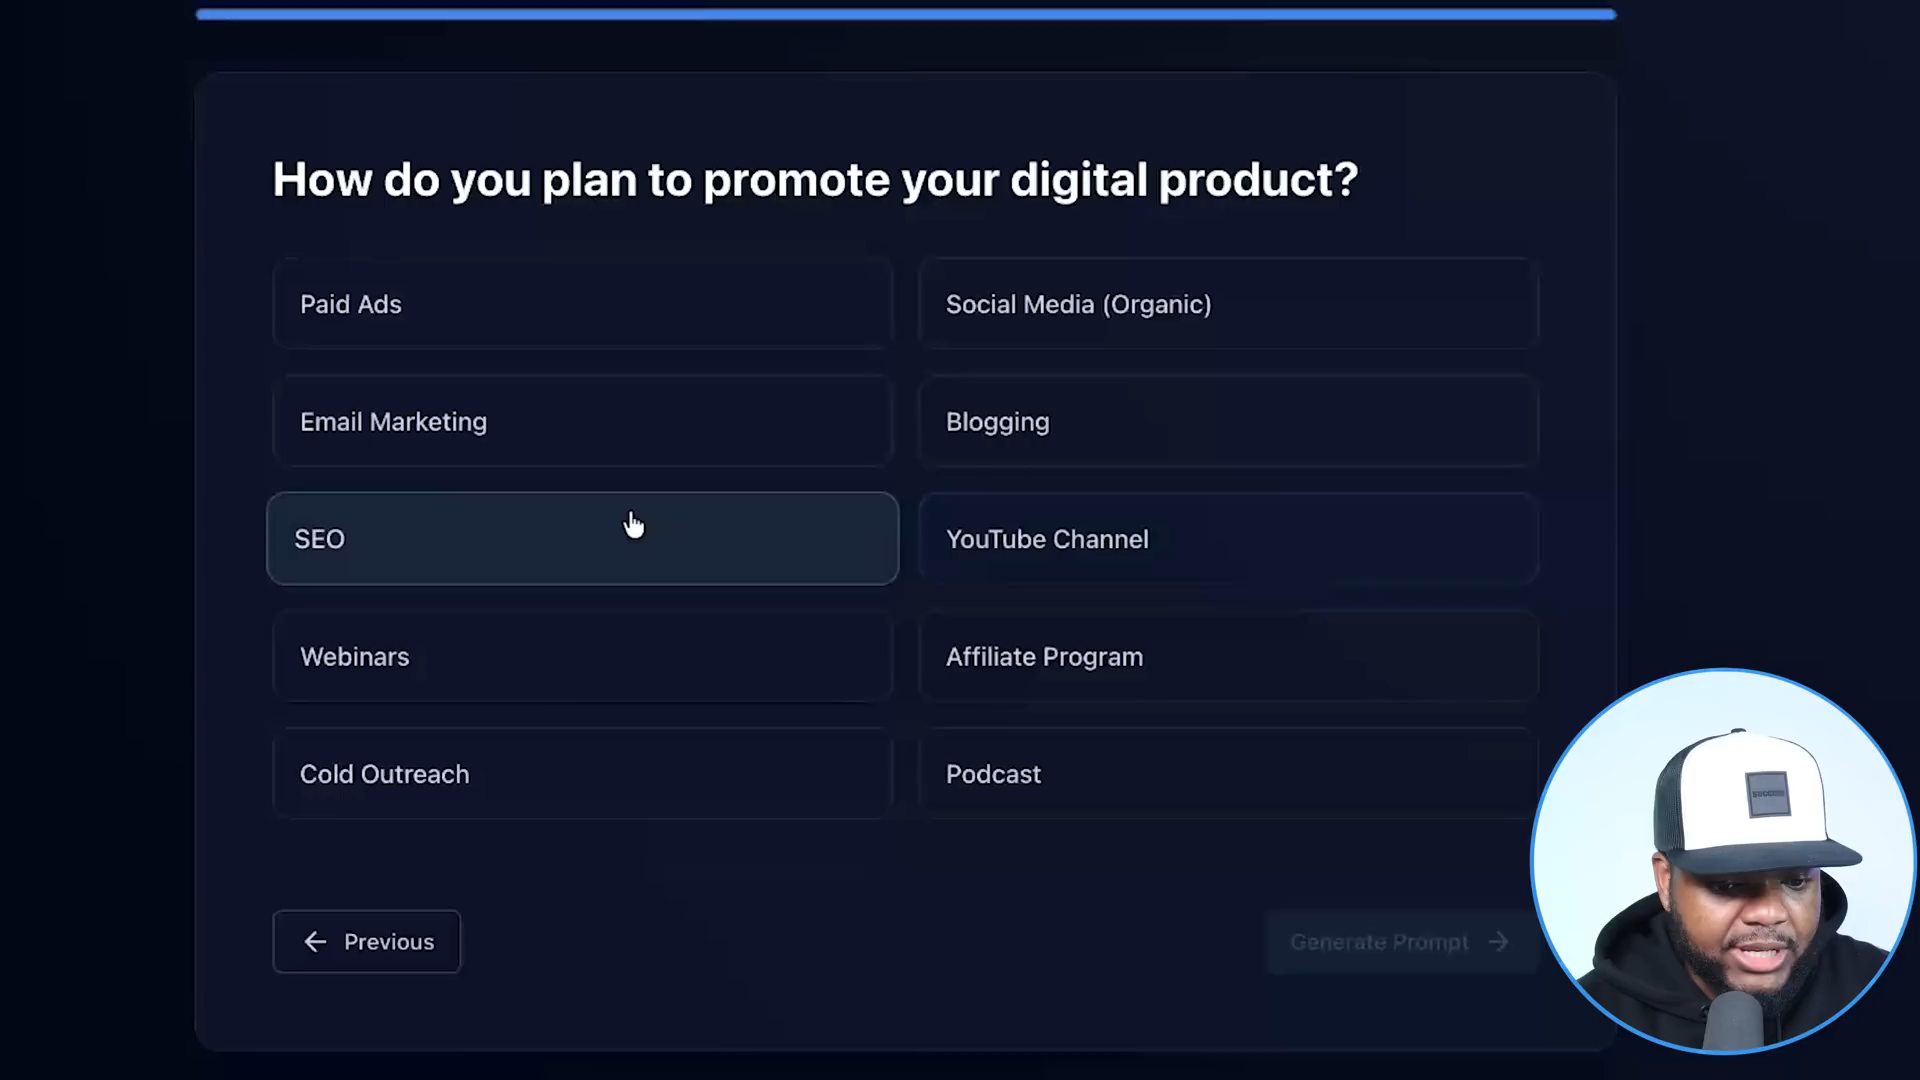 How do you plan to promote your digital product?
Paid Ads
Social Media (Organic)
Email Marketing
Blogging
SEO
YouTube Channel
Webinars
Affiliate Program
Cold Outreach
Podcast
Previous
Generate Prompt